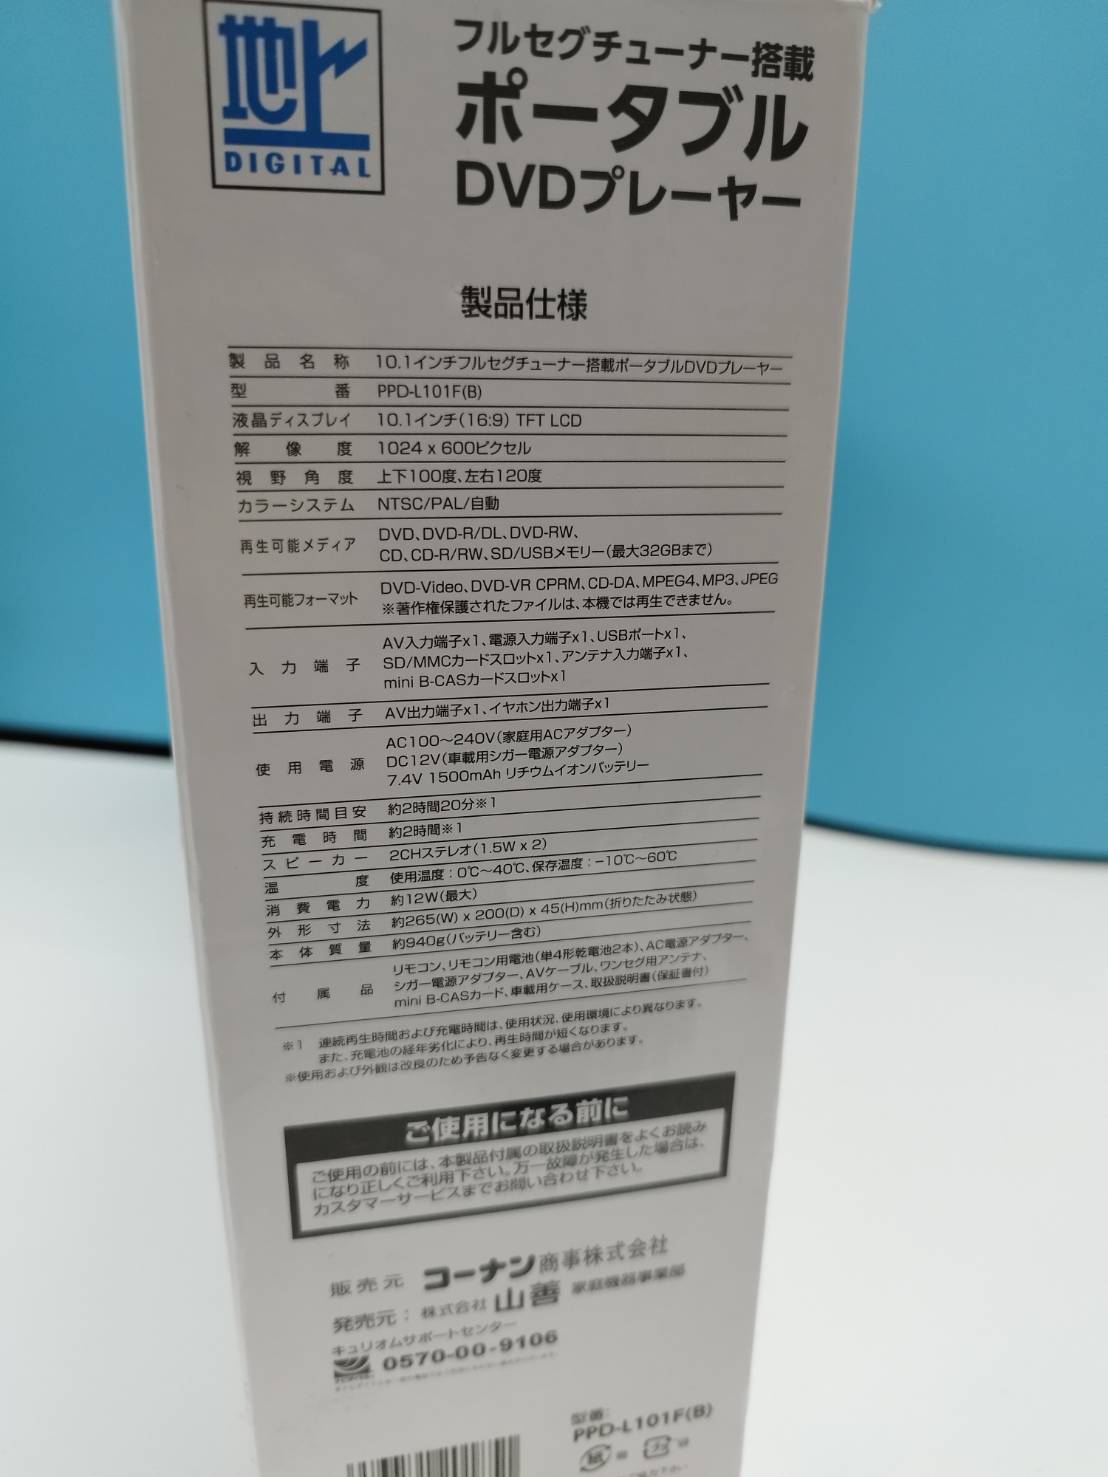 地上
DIGITAL
フルセグチューナー搭載
ポータブル
DVDプレーヤー
製品仕様
製品名称 10.1インチフルセグチューナー搭載ポータブルDVDプレーヤー
型番 PPD-L101F(B)
液晶ディスプレイ 10.1インチ(16:9) TFT LCD
解像度 1024 x 600ピクセル
視野角度 上下100度、左右120度
カラーシステム NTSC/PAL/自動
再生可能メディア DVD、DVD-R/DL、DVD-RW、
CD、CD-R/RW、SD/USBメモリー(最大32GBまで)
再生可能フォーマット DVD-Video、DVD-VR CPRM、CD-DA、MPEG4、MP3、JPEG
※著作権保護されたファイルは、本機では再生できません。
入力端子 AV入力端子x1、電源入力端子x1、USBポートx1、
SD/MMCカードスロットx1、アンテナ入力端子x1、
mini B-CASカードスロットx1
出力端子 AV出力端子x1、イヤホン出力端子x1
使用電源 AC100～240V(家庭用ACアダプター)
DC12V(車載用シガー電源アダプター)
7.4V 1500mAh リチウムイオンバッテリー
持続時間目安 約2時間20分※1
充電時間 約2時間※1
スピーカー 2CHステレオ(1.5W x 2)
温度 使用温度：0℃～40℃、保存温度：-10℃～60℃
消費電力 約12W(最大)
外形寸法 約265(W) x 200(D) x 45(H)mm(折りたたみ状態)
本体質量 約940g(バッテリー含む)
付属品 リモコン、リモコン用電池(単4形乾電池2本)、AC電源アダプター、
シガー電源アダプター、AVケーブル、ワンセグ用アンテナ、
mini B-CASカード、車載用ケース、取扱説明書(保証書付)
※1 連続再生時間および充電時間は、使用状況、使用環境により異なります。
また、充電池の経年劣化により、再生時間が短くなります。
※使用および外観は改良のため予告なく変更する場合があります。
ご使用になる前に
ご使用の前には、本製品付属の取扱説明書をよくお読み
になり正しくご利用下さい。万一故障が発生した場合は、
カスタマーサービスまでお問い合わせ下さい。
販売元 コーナン商事株式会社
発売元：株式会社 山善 家庭機器事業部
キュリオムサポートセンター
0570-00-9106
型番:
PPD-L101F(B)
紙